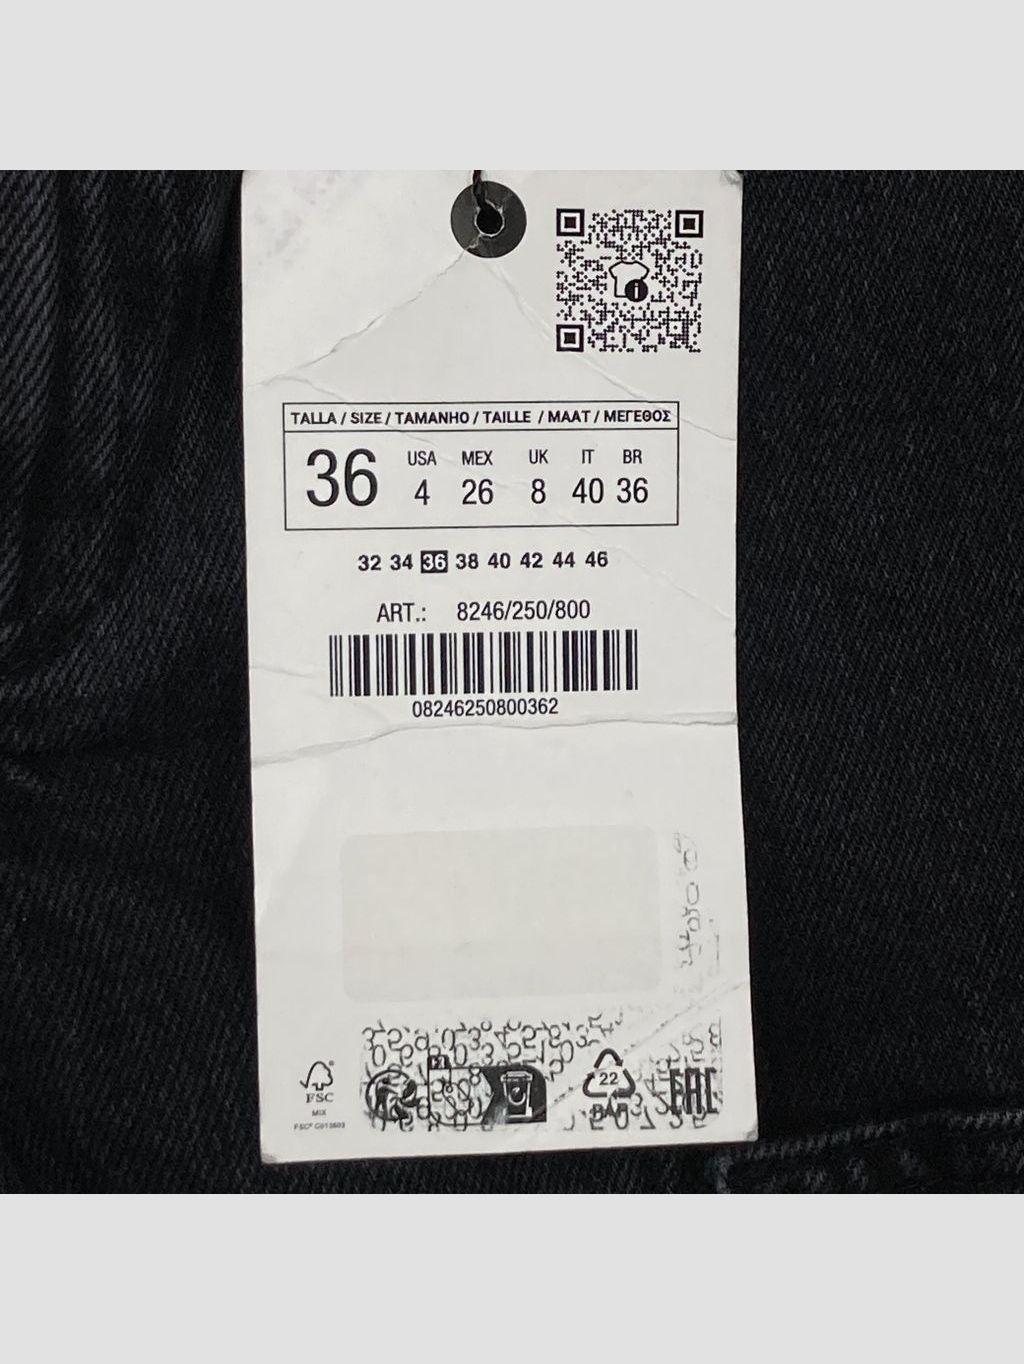 TALLA / SIZE / TAMANHO / TAILLE / MAAT / ΜΕΓΕΘΟΣ
36 USA MEX UK IT BR
4 26 8 40 36
32 34 36 38 40 42 44 46
ART.: 8246/250/800
08246250800362
22
PAP
EAC
FSC
MIX